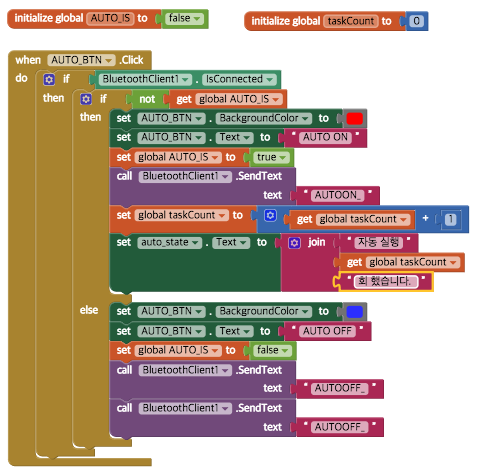 initialize global AUTO_IS to false
initialize global taskCount to 0
when AUTO_BTN .Click
do if BluetoothClient1 . IsConnected
then if not get global AUTO_IS
then set AUTO_BTN . BackgroundColor to
set AUTO_BTN . Text to " AUTO ON "
set global AUTO_IS to true
call BluetoothClient1 .SendText
text " AUTOON_ "
set global taskCount to get global taskCount + 1
set auto_state . Text to join " 자동 실행 "
get global taskCount
" 회 했습니다. "
else set AUTO_BTN . BackgroundColor to
set AUTO_BTN . Text to " AUTO OFF "
set global AUTO_IS to false
call BluetoothClient1 .SendText
text " AUTOOFF_ "
call BluetoothClient1 .SendText
text " AUTOOFF_ "